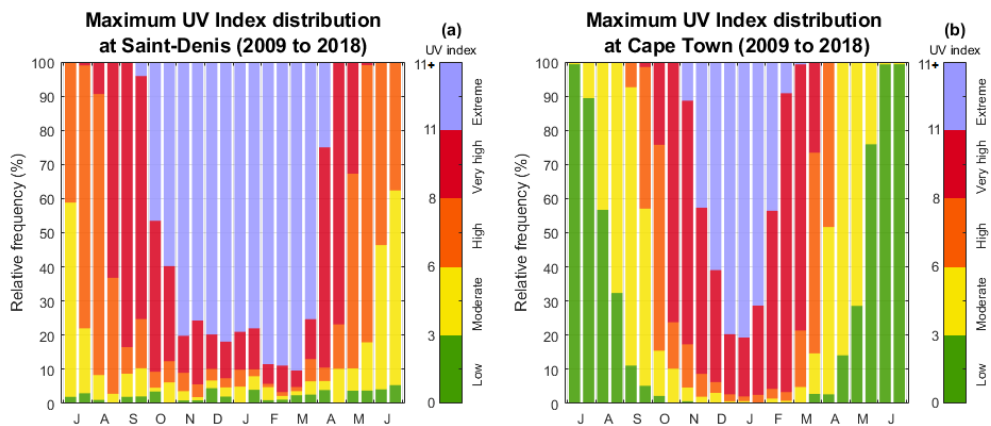 Maximum UV Index distribution
at Saint-Denis (2009 to 2018)
(a)
UV index
Relative frequency (%)
100
90
80
70
60
50
40
30
20
10
0
J A S O N D J F M A M J
11+
11
8
6
3
0
Extreme
Very high
High
Moderate
Low
Maximum UV Index distribution
at Cape Town (2009 to 2018)
(b)
UV index
Relative frequency (%)
100
90
80
70
60
50
40
30
20
10
0
J A S O N D J F M A M J
11+
11
8
6
3
0
Extreme
Very high
High
Moderate
Low